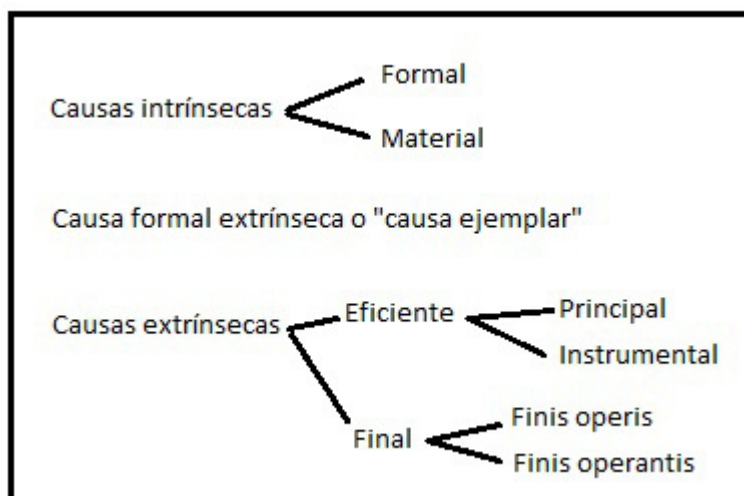 Formal
Causas intrínsecas
Material
Causa formal extrínseca o "causa ejemplar"
Eficiente
Principal
Causas extrínsecas
Instrumental
Finis operis
Final
Finis operantis